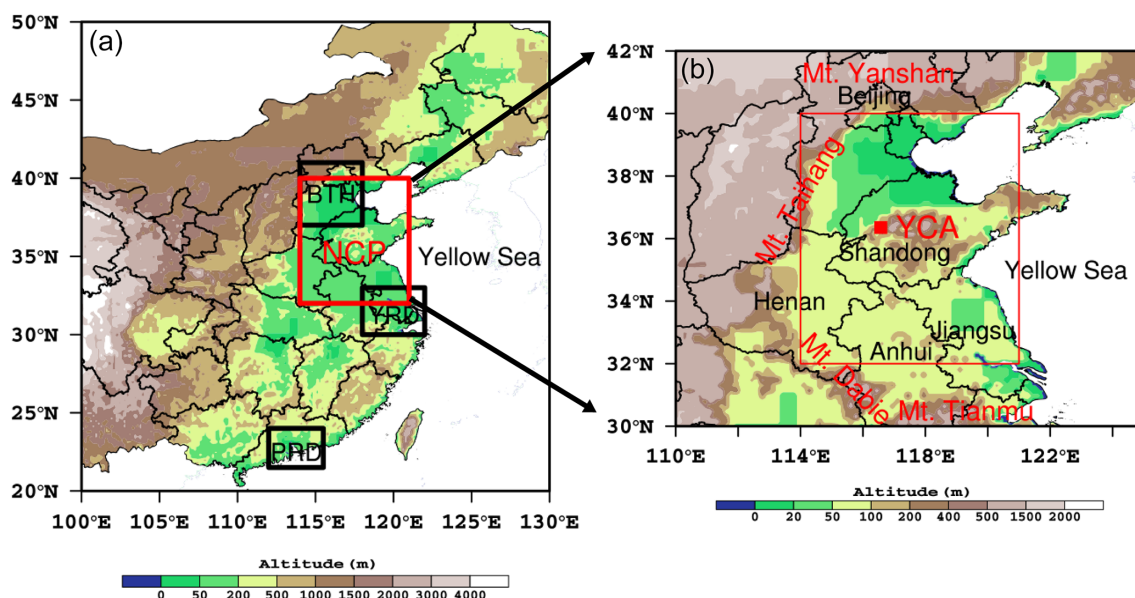 (a)
50°N
45°N
40°N
35°N
30°N
25°N
20°N
BTH
NCP
YRD
PRD
Yellow Sea
100°E 105°E 110°E 115°E 120°E 125°E 130°E
Altitude (m)
0 50 200 500 1000 1500 2000 3000 4000
(b)
42°N
40°N
38°N
36°N
34°N
32°N
30°N
Mt. Yanshan
Beijing
Mt. Taihang
YCA
Shandong
Yellow Sea
Henan
Jiangsu
Anhui
Mt. Dabie
Mt. Tianmu
110°E 114°E 118°E 122°E
Altitude (m)
0 20 50 100 200 400 500 1500 2000